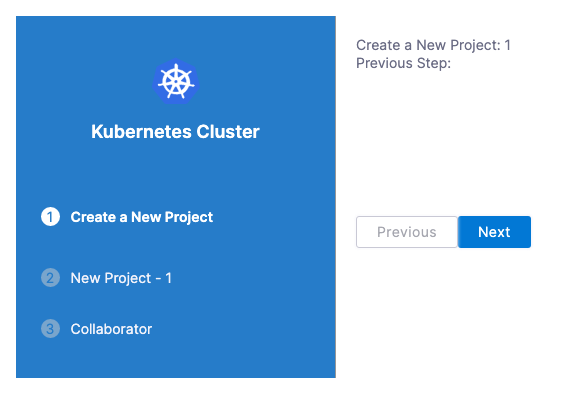 Kubernetes Cluster
1 Create a New Project
2 New Project - 1
3 Collaborator
Create a New Project: 1
Previous Step:
Previous
Next